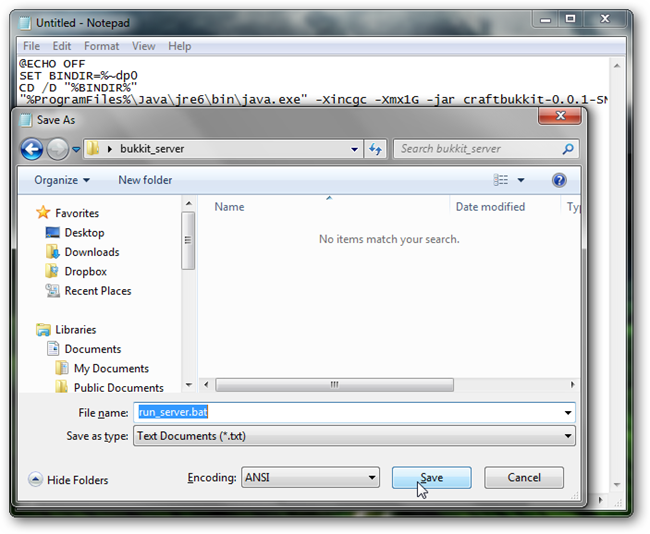 Untitled - Notepad
File Edit Format View Help
@ECHO OFF
SET BINDIR=%~dp0
CD /D "%BINDIR%"
"%ProgramFiles%\Java\jre6\bin\java.exe" -Xincgc -Xmx1G -jar craftbukkit-0.0.1-SN
Save As
bukkit_server
Search bukkit_server
Organize New folder
Name Date modified Ty
No items match your search.
Favorites
Desktop
Downloads
Dropbox
Recent Places
Libraries
Documents
My Documents
Public Documents
File name: run_server.bat
Save as type: Text Documents (*.txt)
Hide Folders Encoding: ANSI Save Cancel